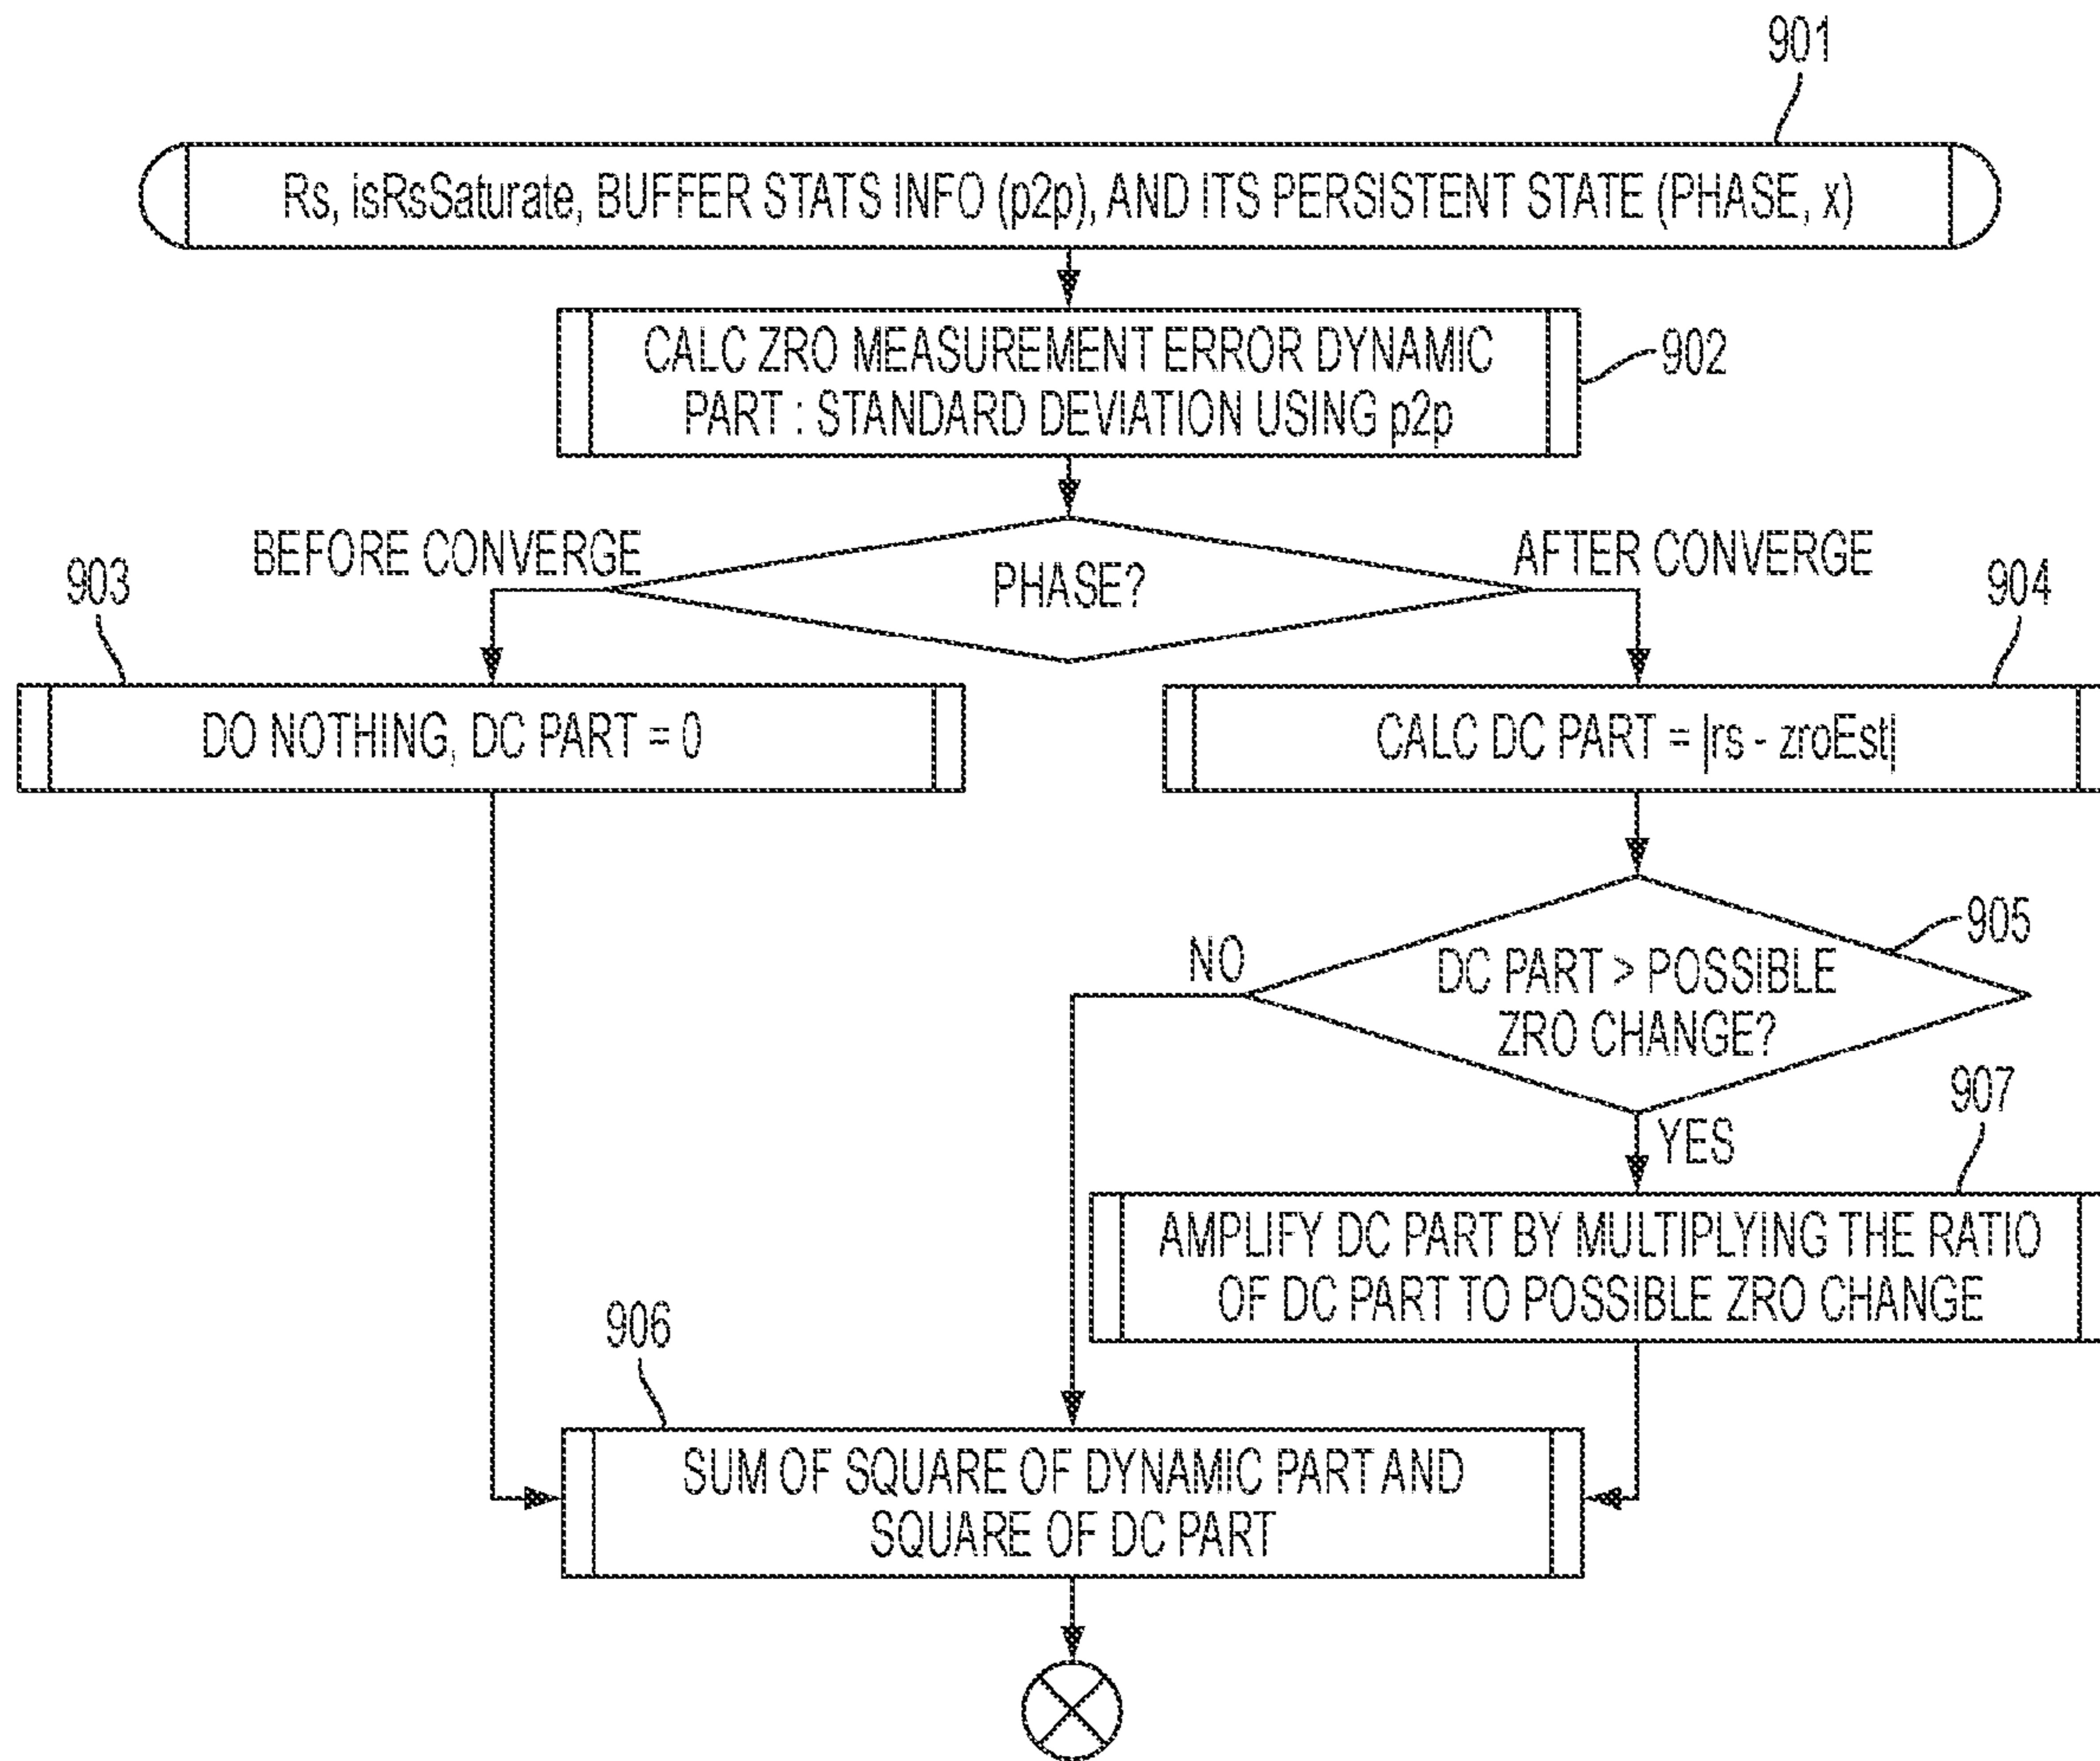 901
Rs, isRsSaturate, BUFFER STATS INFO (p2p), AND ITS PERSISTENT STATE (PHASE, x)
CALC ZRO MEASUREMENT ERROR DYNAMIC
PART : STANDARD DEVIATION USING p2p
902
BEFORE CONVERGE
PHASE?
AFTER CONVERGE
903
904
DO NOTHING, DC PART = 0
CALC DC PART = |rs - zroEst|
905
NO
DC PART > POSSIBLE
ZRO CHANGE?
907
YES
AMPLIFY DC PART BY MULTIPLYING THE RATIO
OF DC PART TO POSSIBLE ZRO CHANGE
906
SUM OF SQUARE OF DYNAMIC PART AND
SQUARE OF DC PART